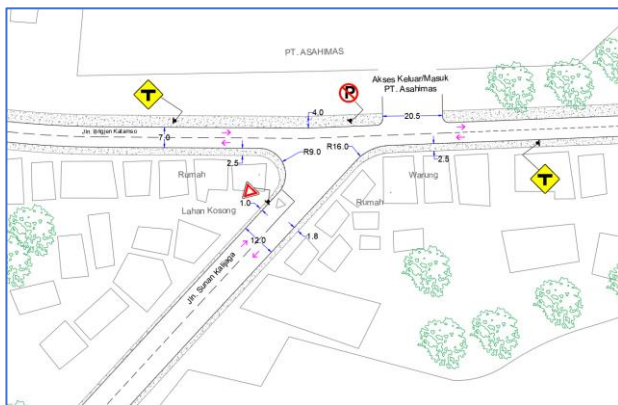 PT. ASAHIMAS
Akses Keluar/Masuk
PT. Asahimas
P
T
4.0
20.5
Jln. Brigjen Katamso
7.0
2.5
R9.0
R16.0
2.5
Rumah
Warung
T
1.0
Lahan Kosong
Rumah
12.0
1.8
Jln. Sunan Kalijaga